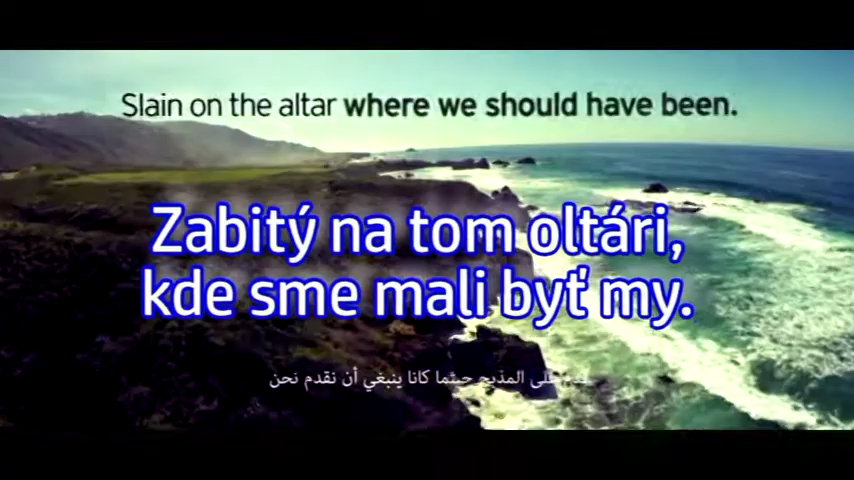 Slain on the altar where we should have been.
Zabitý na tom oltári,
kde sme mali byť my.
على المذبح حيثما كانا ينبغي أن نقدم نحن